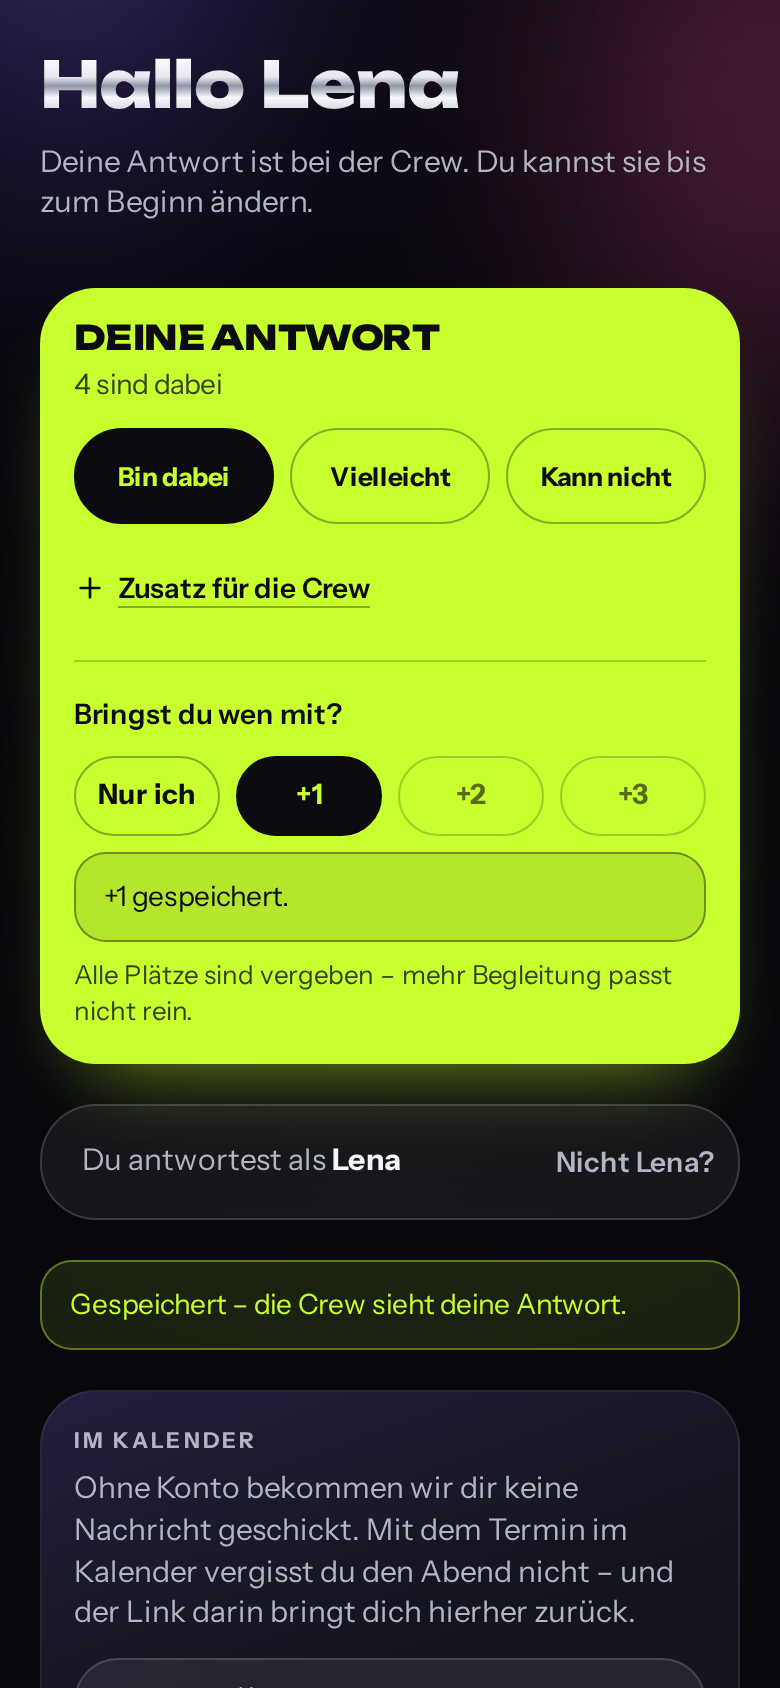 Hallo Lena
Deine Antwort ist bei der Crew. Du kannst sie bis
zum Beginn ändern.
DEINE ANTWORT
4 sind dabei
Bin dabei
Vielleicht
Kann nicht
+ Zusatz für die Crew
Bringst du wen mit?
Nur ich
+1
+2
+3
+1 gespeichert.
Alle Plätze sind vergeben – mehr Begleitung passt
nicht rein.
Du antwortest als Lena
Nicht Lena?
Gespeichert – die Crew sieht deine Antwort.
IM KALENDER
Ohne Konto bekommen wir dir keine
Nachricht geschickt. Mit dem Termin im
Kalender vergisst du den Abend nicht – und
der Link darin bringt dich hierher zurück.